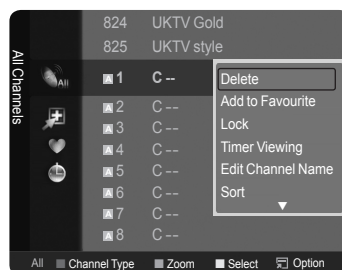 824 UKTV Gold
825 UKTV style
All Channels
All
A 1 C --
A 2 C --
A 3 C --
A 4 C --
A 5 C --
A 6 C --
A 7 C --
A 8 C --
Delete
Add to Favourite
Lock
Timer Viewing
Edit Channel Name
Sort
All Channel Type Zoom Select Option